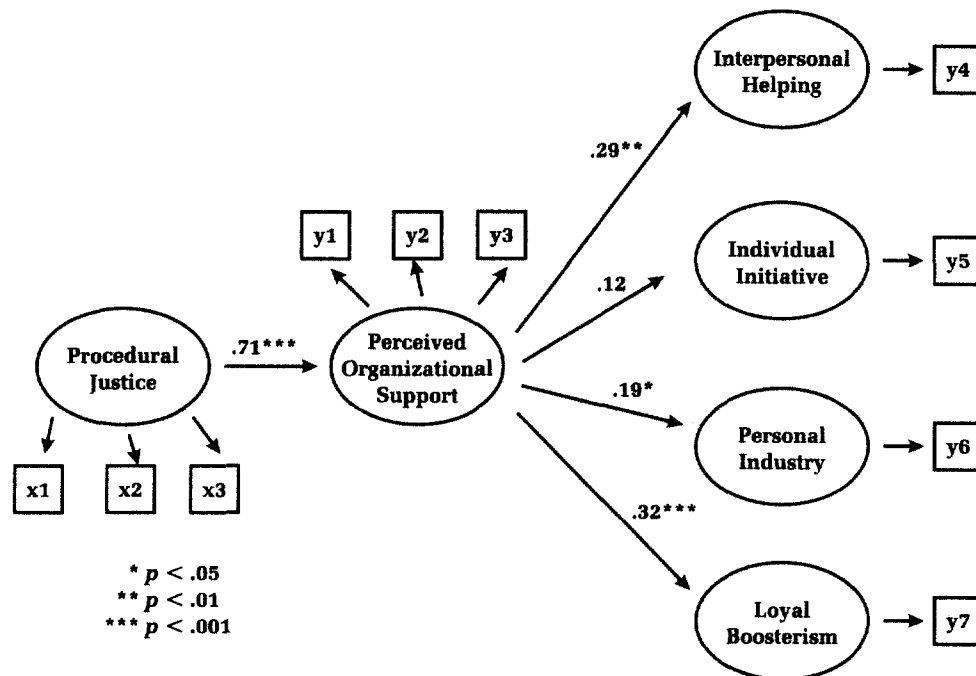 Interpersonal
Helping
y4
.29**
y1
y2
y3
Individual
Initiative
y5
.12
Procedural
Justice
.71***
Perceived
Organizational
Support
.19*
Personal
Industry
y6
x1
x2
x3
.32***
* p < .05
** p < .01
*** p < .001
Loyal
Boosterism
y7